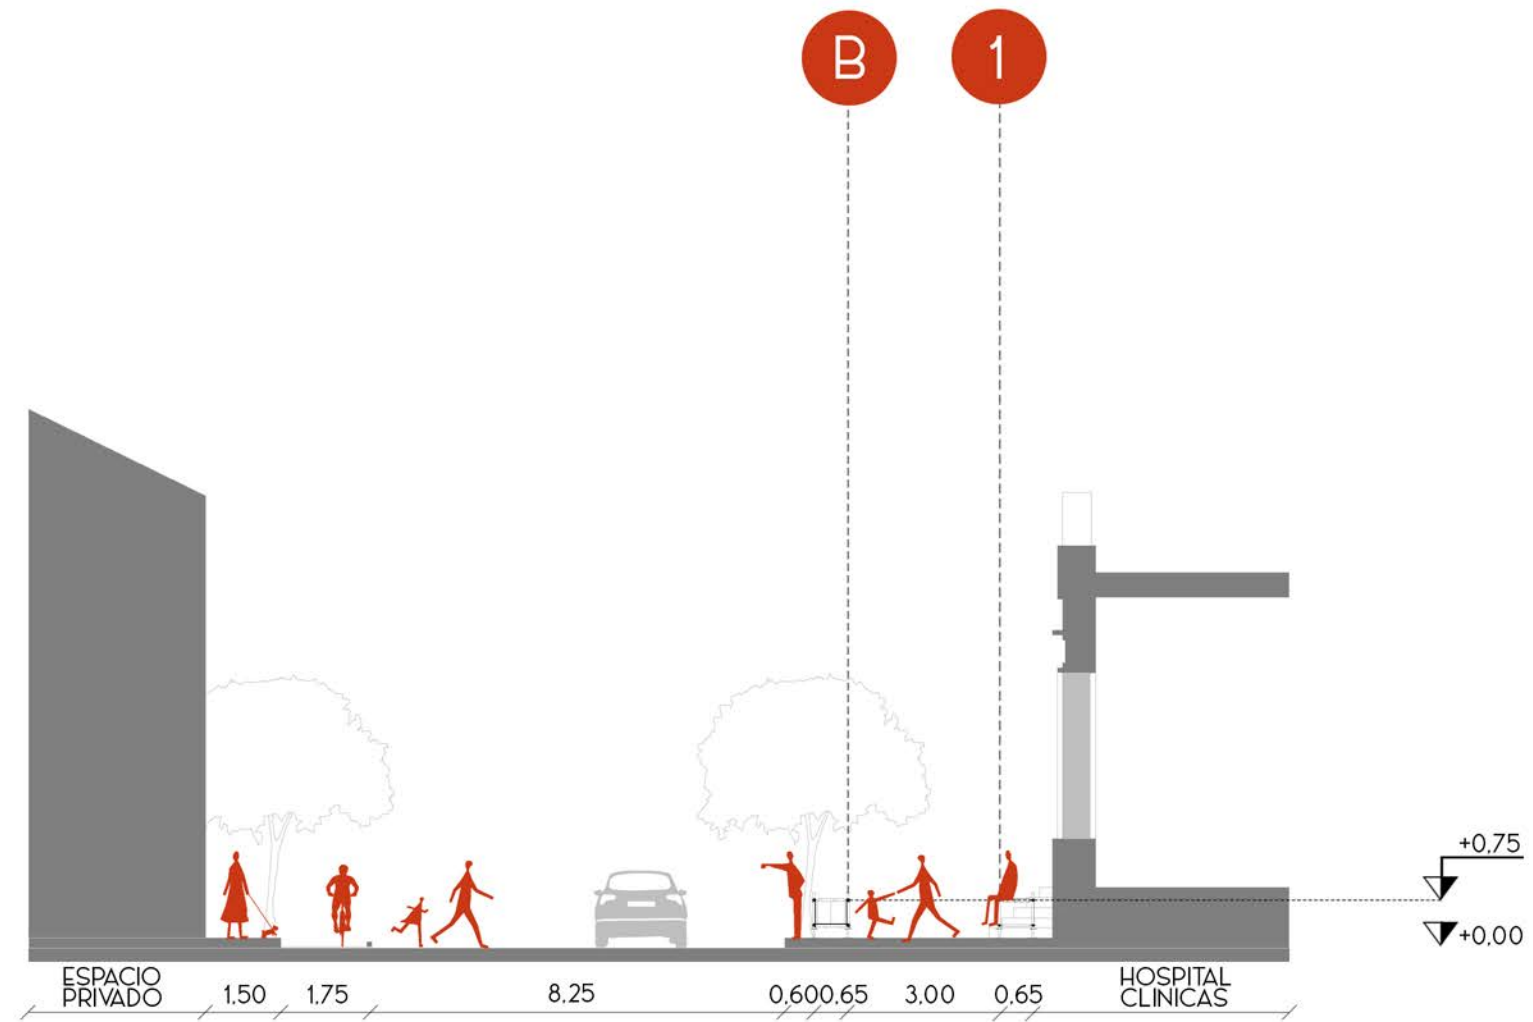 B
1
+0,75
+0,00
ESPACIO
PRIVADO
1,50
1,75
8,25
0,60
0,65
3,00
0,65
HOSPITAL
CLINICAS